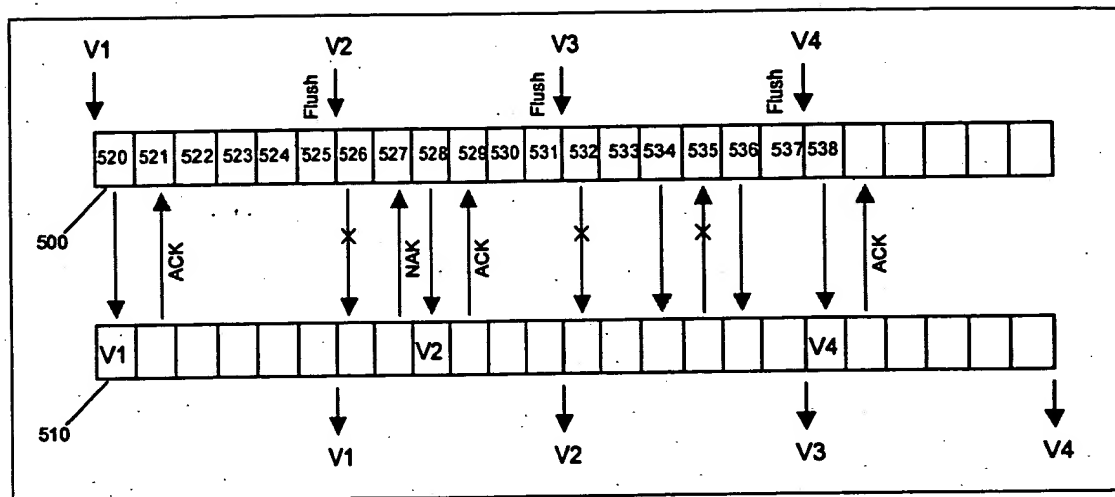 V1 V2 V3 V4
Flush Flush Flush
520 521 522 523 524 525 526 527 528 529 530 531 532 533 534 535 536 537 538
500
ACK NAK ACK ACK
V1 V2 V4
510
V1 V2 V3 V4